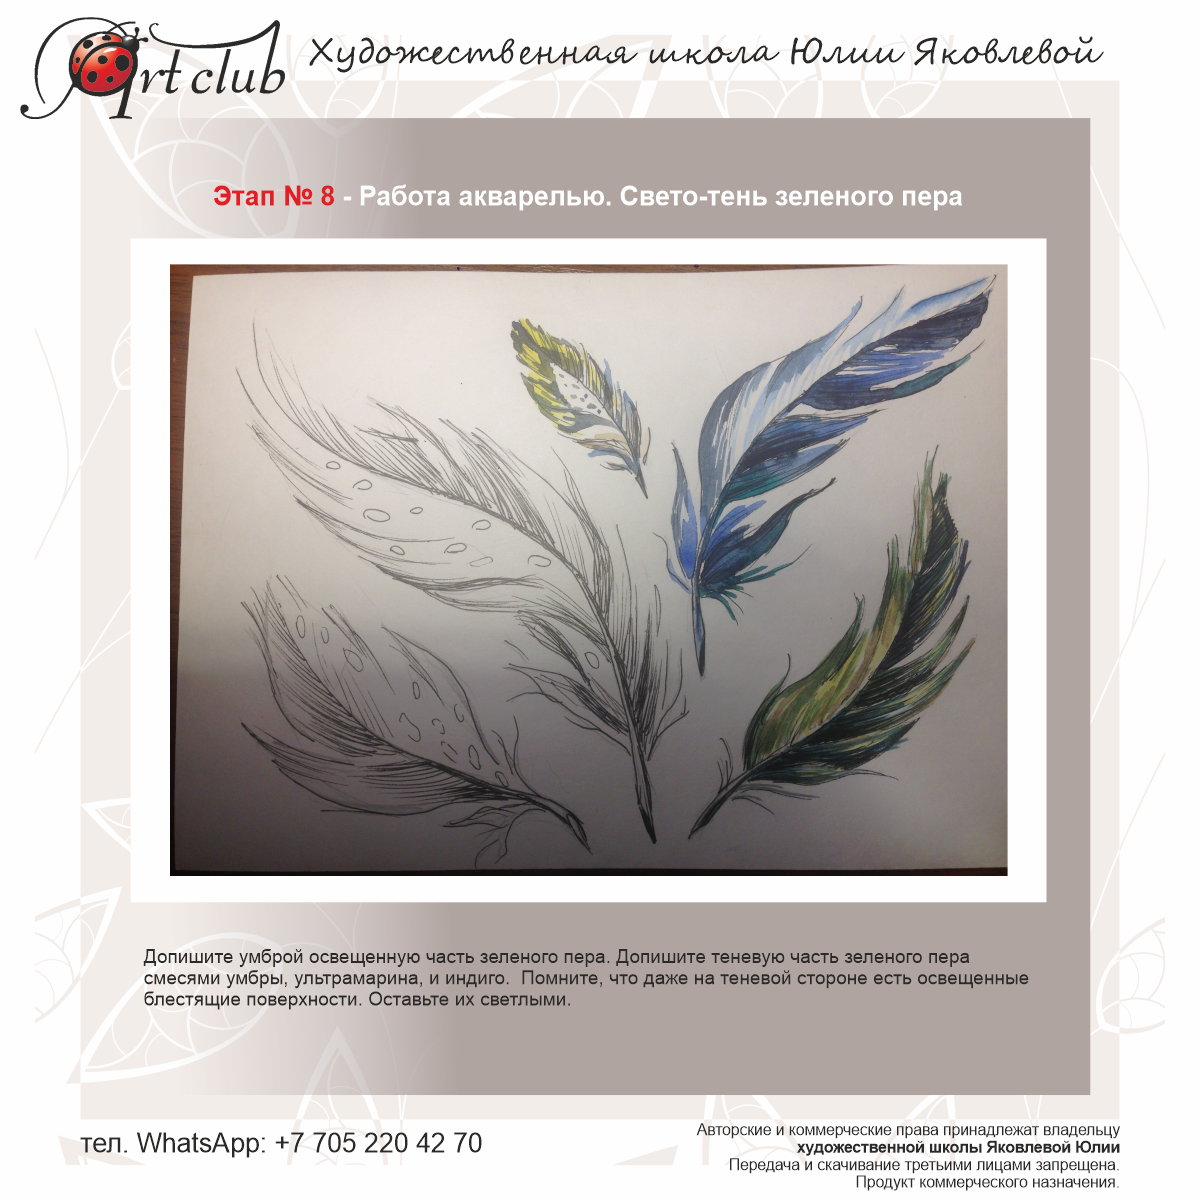 Art club
Художественная школа Юлии Яковлевой
Этап № 8 - Работа акварелью. Свето-тень зеленого пера
Допишите умброй освещенную часть зеленого пера. Допишите теневую часть зеленого пера
смесями умбры, ультрамарина, и индиго.  Помните, что даже на теневой стороне есть освещенные
блестящие поверхности. Оставьте их светлыми.
тел. WhatsApp: +7 705 220 42 70
Авторские и коммерческие права принадлежат владельцу
художественной школы Яковлевой Юлии
Передача и скачивание третьими лицами запрещена.
Продукт коммерческого назначения.